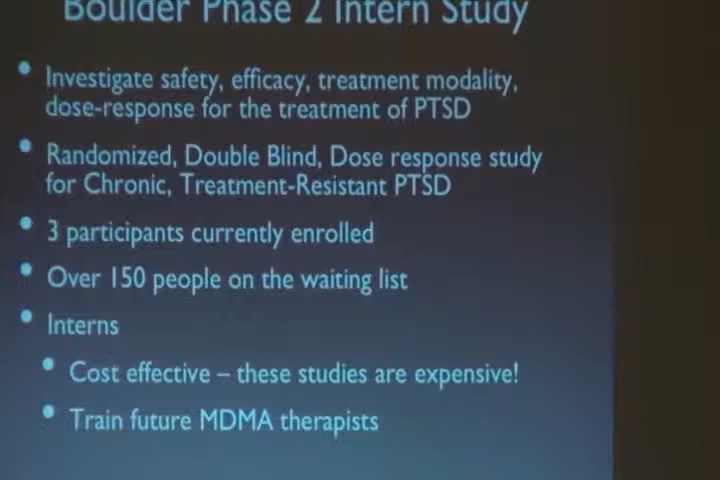 Boulder Phase 2 Intern Study
• Investigate safety, efficacy, treatment modality,
dose-response for the treatment of PTSD
• Randomized, Double Blind, Dose response study
for Chronic, Treatment-Resistant PTSD
• 3 participants currently enrolled
• Over 150 people on the waiting list
• Interns
• Cost effective – these studies are expensive!
• Train future MDMA therapists